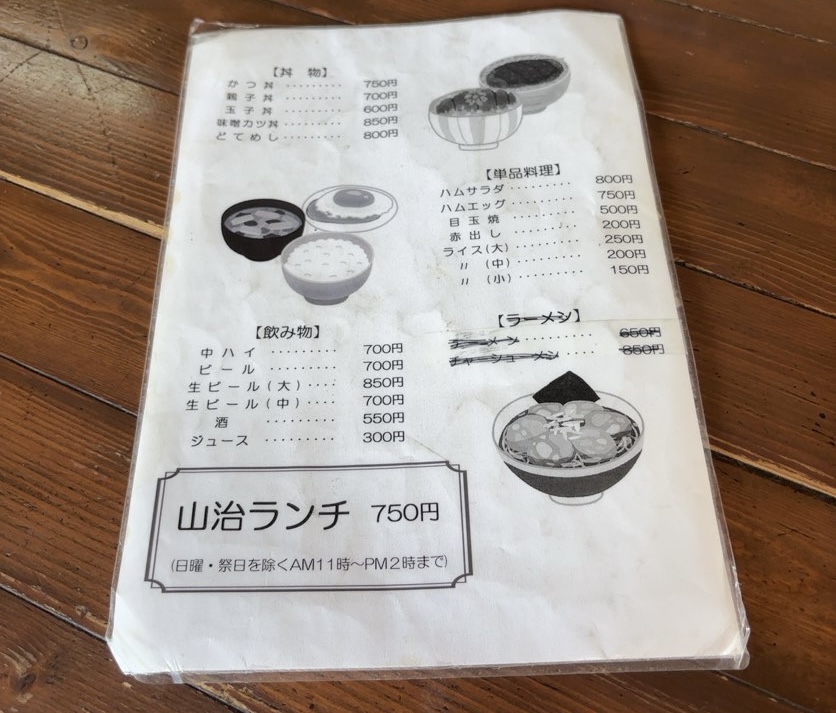 【丼 物】
かつ丼 ········· 750円
親子丼 ········· 700円
玉子丼 ········· 600円
味噌カツ丼 ········· 850円
どてめし ········· 800円
【単品料理】
ハムサラダ ········· 800円
ハムエッグ ········· 750円
目玉焼 ········· 500円
赤出し ········· 200円
ライス(大) ········· 250円
〃 (中) ········· 200円
〃 (小) ········· 150円
【飲み物】
中ハイ ········· 700円
ビール ········· 700円
生ビール(大) ···· 850円
生ビール(中) ···· 700円
酒 ········· 550円
ジュース ········· 300円
【ラーメン】
ラーメン ········· 650円
チャーシューメン ····· 850円
山治ランチ 750円
(日曜・祭日を除くAM11時~PM2時まで)